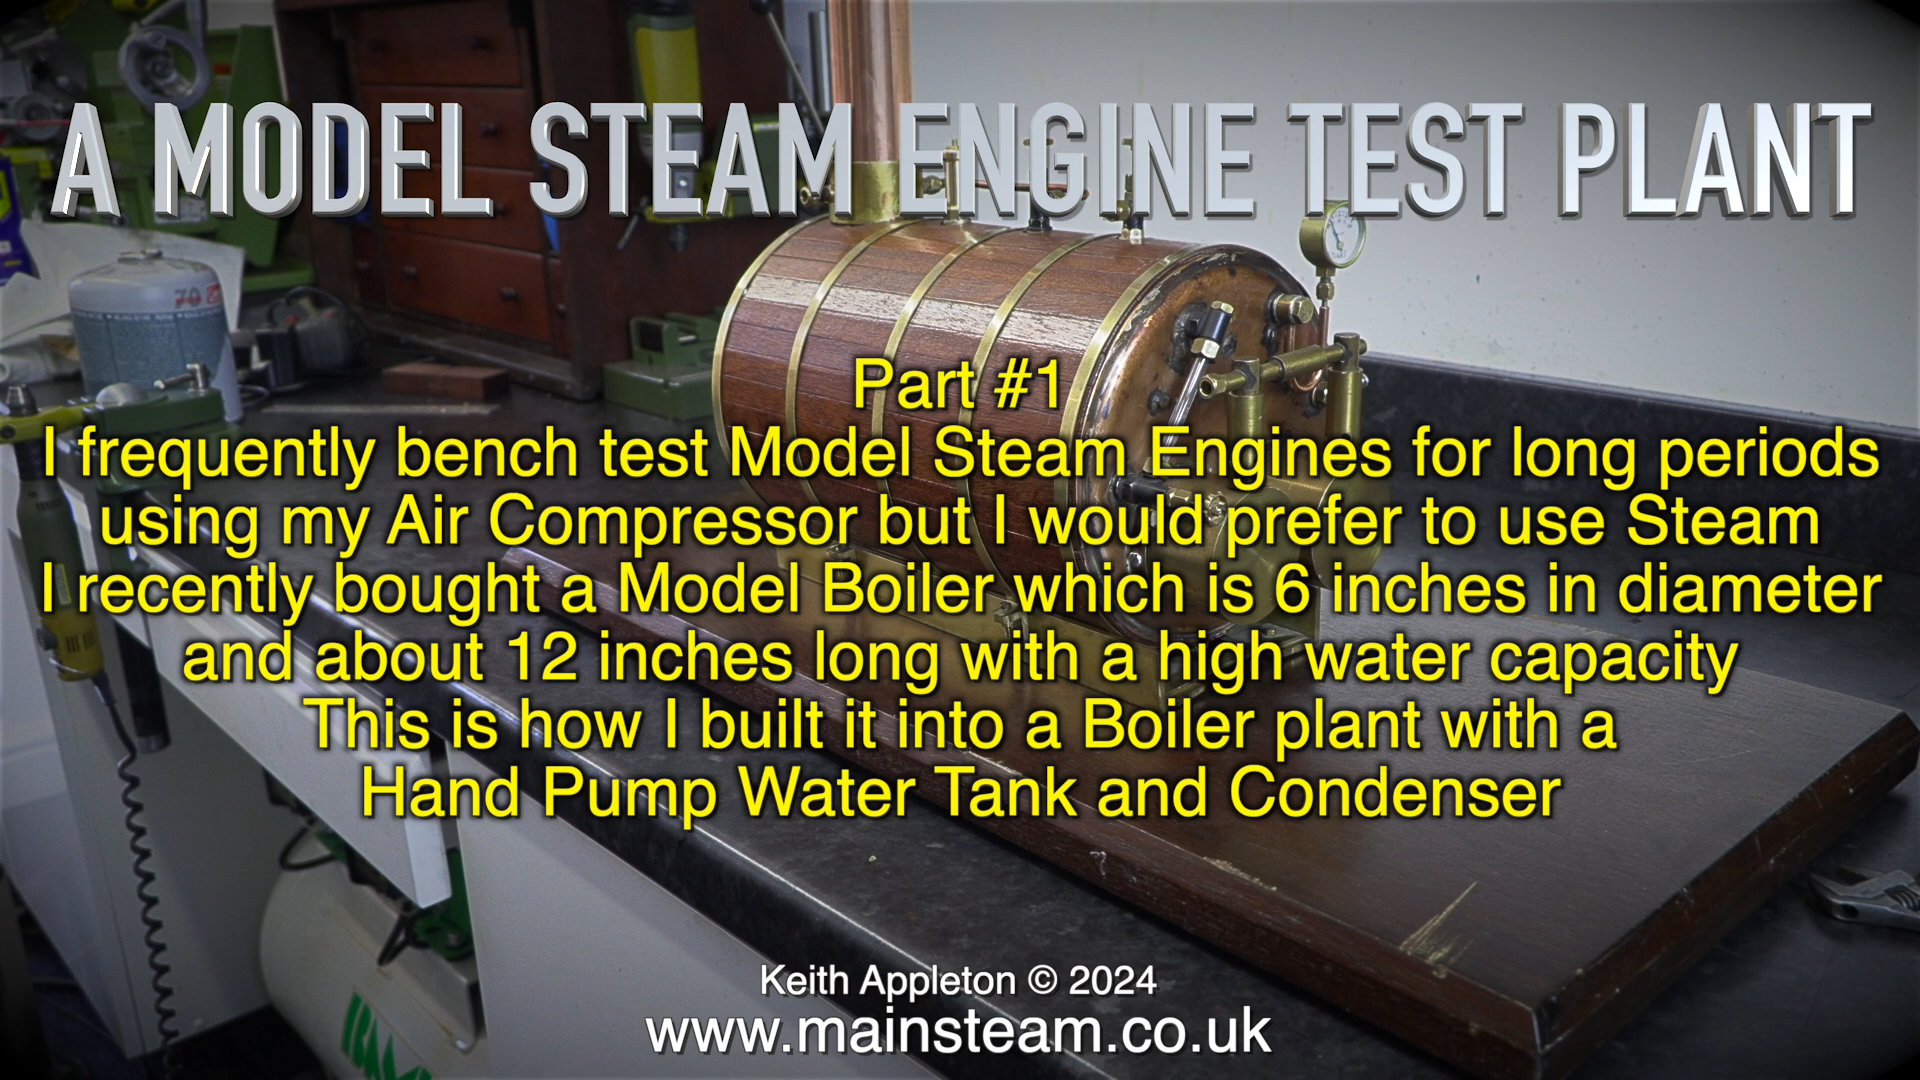 A MODEL STEAM ENGINE TEST PLANT
Part #1
I frequently bench test Model Steam Engines for long periods
using my Air Compressor but I would prefer to use Steam
I recently bought a Model Boiler which is 6 inches in diameter
and about 12 inches long with a high water capacity
This is how I built it into a Boiler plant with a
Hand Pump Water Tank and Condenser
Keith Appleton © 2024
www.mainsteam.co.uk
70